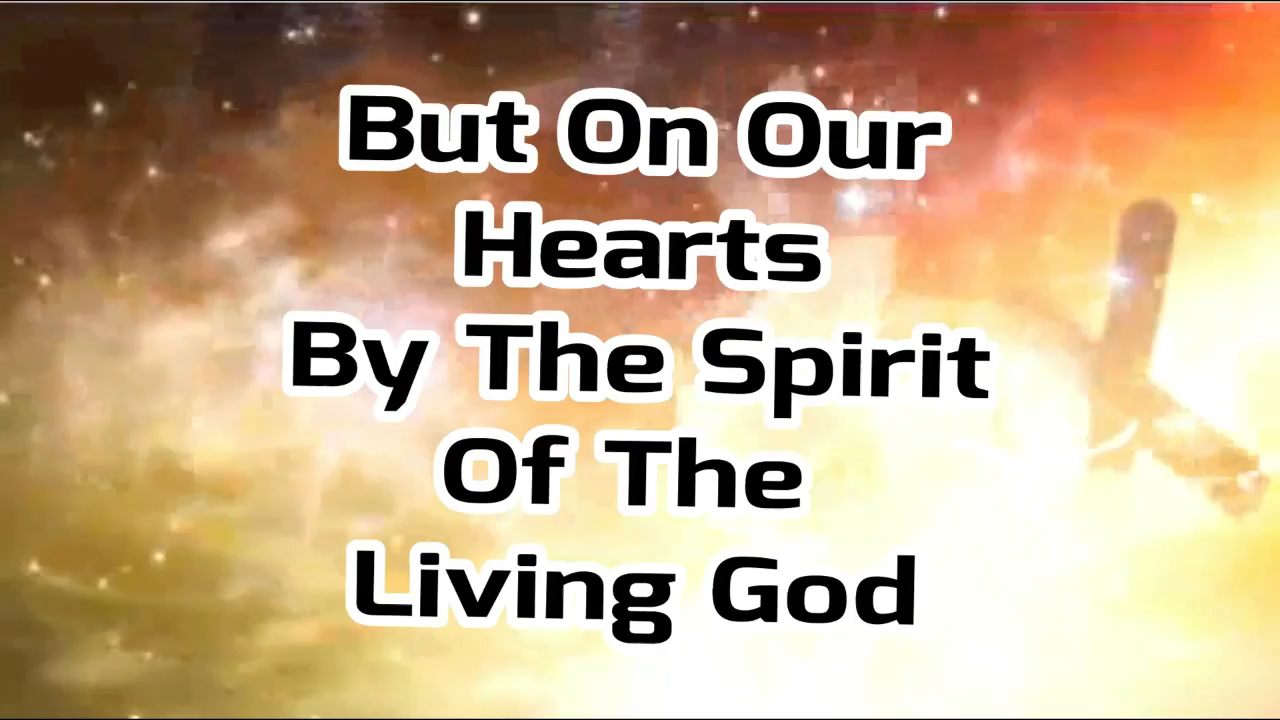 But On Our
Hearts
By The Spirit
Of The
Living God